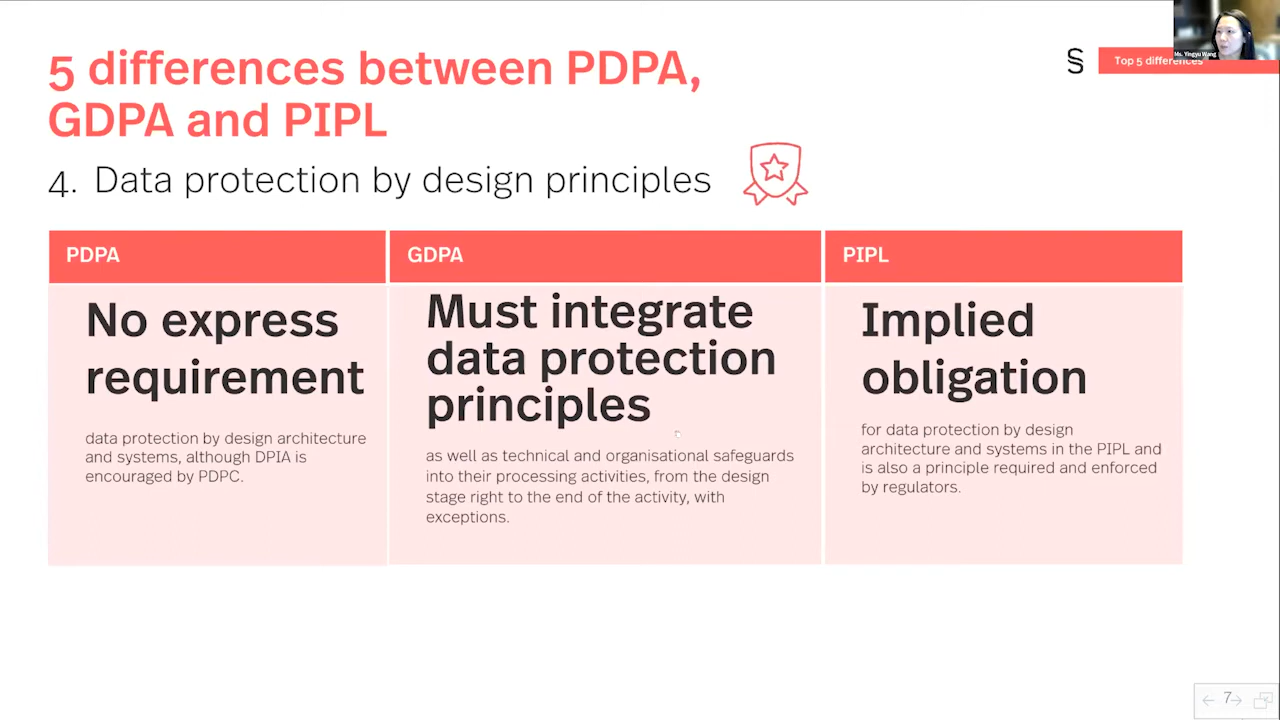 5 differences between PDPA,
GDPA and PIPL
§
Top 5 differences
Ms. Yingyu Wang
4. Data protection by design principles
PDPA
No express
requirement
data protection by design architecture
and systems, although DPIA is
encouraged by PDPC.
GDPA
Must integrate
data protection
principles
as well as technical and organisational safeguards
into their processing activities, from the design
stage right to the end of the activity, with
exceptions.
PIPL
Implied
obligation
for data protection by design
architecture and systems in the PIPL and
is also a principle required and enforced
by regulators.
7